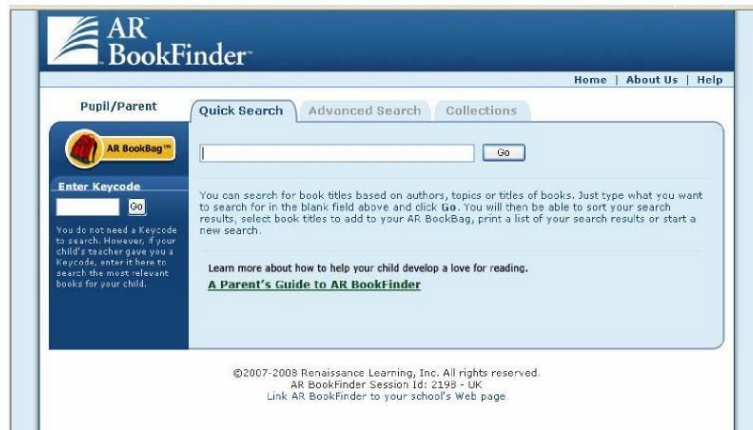 AR™
BookFinder™
Home | About Us | Help
Pupil/Parent
Quick Search
Advanced Search
Collections
AR BookBag™
Go
Enter Keycode
Go
You can search for book titles based on authors, topics or titles of books. Just type what you want
to search for in the blank field above and click Go. You will then be able to sort your search
results, select book titles to add to your AR BookBag, print a list of your search results or start a
new search.
You do not need a Keycode
to search. However, if your
child's teacher gave you a
Keycode, enter it here to
search the most relevant
books for your child.
Learn more about how to help your child develop a love for reading.
A Parent's Guide to AR BookFinder
©2007-2008 Renaissance Learning, Inc. All rights reserved.
AR BookFinder Session Id: 2198 - UK
Link AR BookFinder to your school's Web page